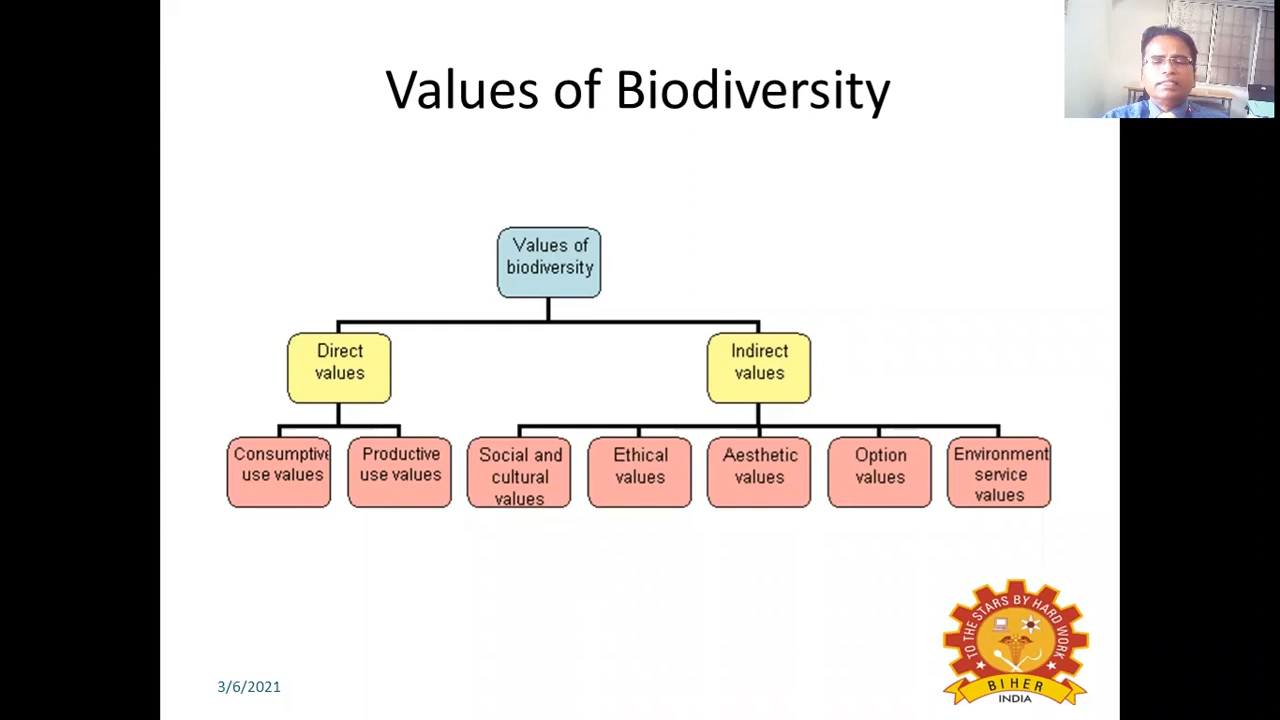 Values of Biodiversity
Values of
biodiversity
Direct
values
Indirect
values
Consumptive
use values
Productive
use values
Social and
cultural
values
Ethical
values
Aesthetic
values
Option
values
Environment
service
values
TO THE STARS BY HARD WORK
BIHER
INDIA
3/6/2021